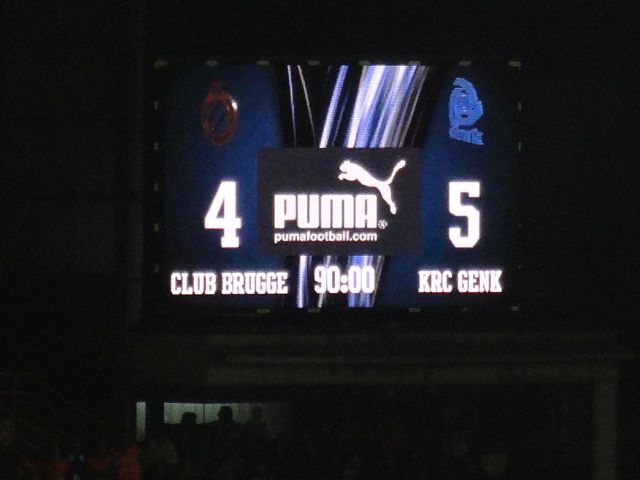 4 PUMA 5
pumafootball.com
CLUB BRUGGE 90:00 KRC GENK